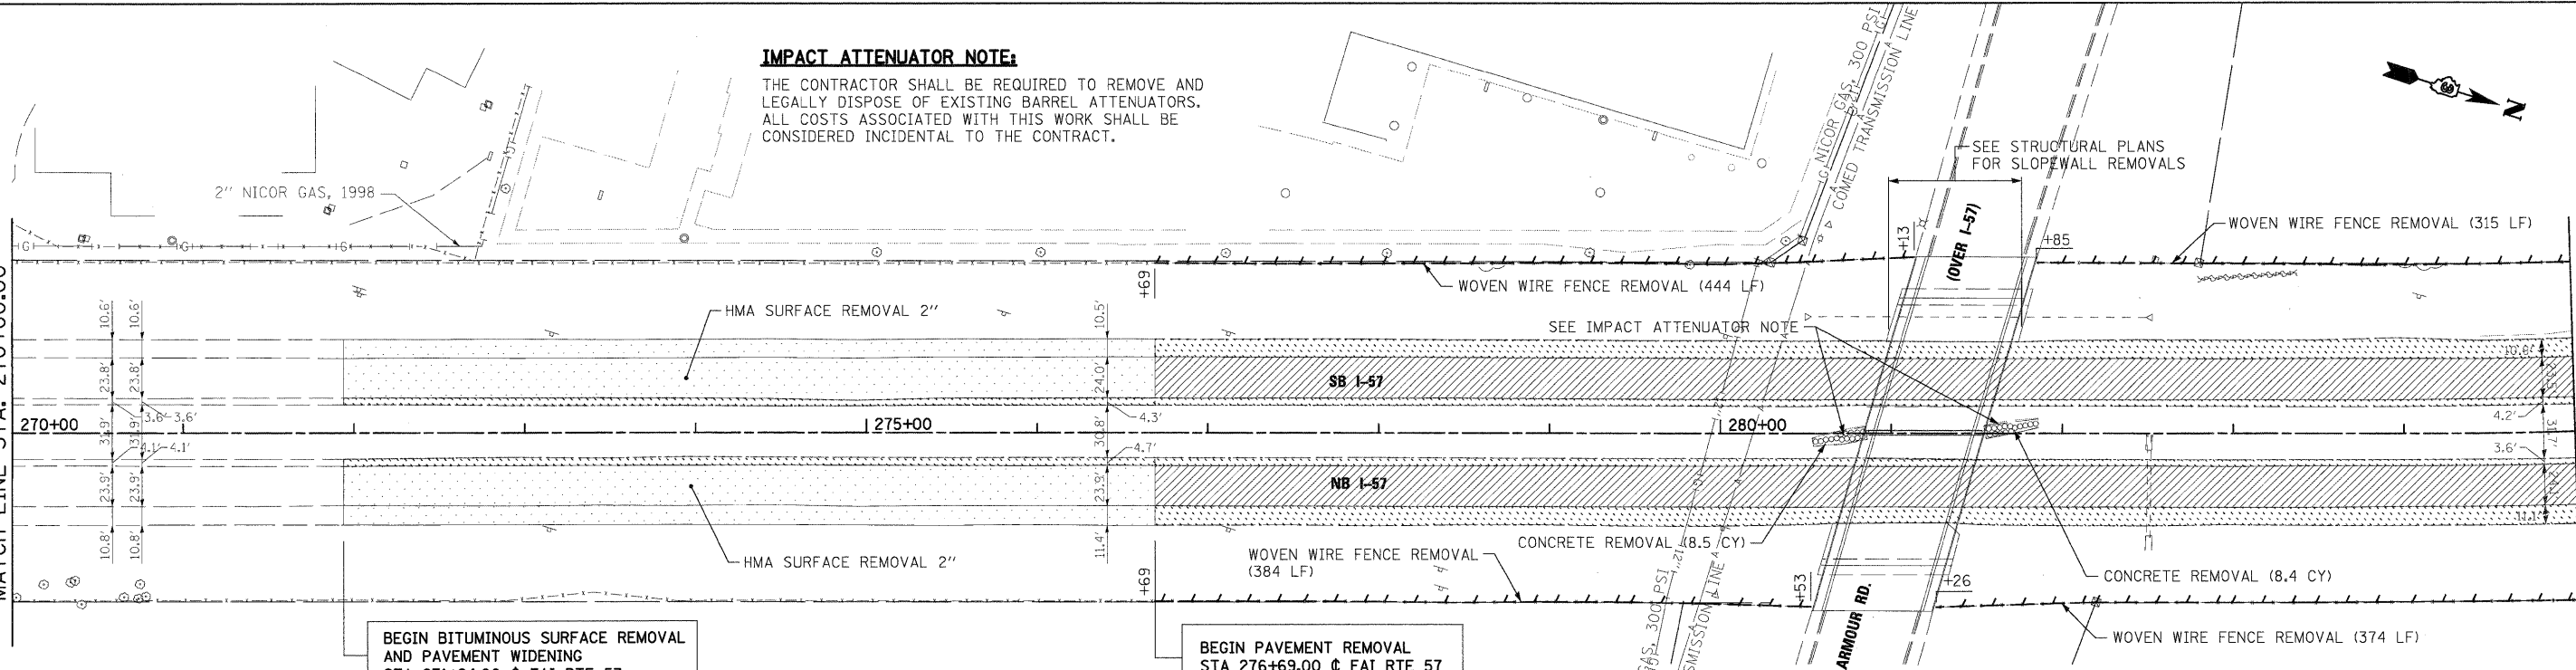 IMPACT ATTENUATOR NOTE:
THE CONTRACTOR SHALL BE REQUIRED TO REMOVE AND
LEGALLY DISPOSE OF EXISTING BARREL ATTENUATORS.
ALL COSTS ASSOCIATED WITH THIS WORK SHALL BE
CONSIDERED INCIDENTAL TO THE CONTRACT.
NICOR GAS, 300 PSI
COMED TRANSMISSION LINE
N
SEE STRUCTURAL PLANS
FOR SLOPEWALL REMOVALS
2" NICOR GAS, 1998
WOVEN WIRE FENCE REMOVAL (315 LF)
+13
(OVER I-57)
+85
G
G
G
+69
WOVEN WIRE FENCE REMOVAL (444 LF)
HMA SURFACE REMOVAL 2"
SEE IMPACT ATTENUATOR NOTE
10.6'
10.6'
10.5'
23.8'
23.8'
24.0'
SB I-57
3.6'
3.6'
4.3'
4.2'
270+00
275+00
280+00
31.9'
31.9'
30.8'
31.7'
4.1'
4.1'
4.7'
3.6'
23.9'
23.9'
23.9'
NB I-57
10.8'
10.8'
11.4'
11.1'
CONCRETE REMOVAL (8.5 CY)
HMA SURFACE REMOVAL 2"
WOVEN WIRE FENCE REMOVAL
(384 LF)
+69
+53
+26
CONCRETE REMOVAL (8.4 CY)
ARMOUR RD.
WOVEN WIRE FENCE REMOVAL (374 LF)
BEGIN BITUMINOUS SURFACE REMOVAL
AND PAVEMENT WIDENING
BEGIN PAVEMENT REMOVAL
STA 276+69.00 ℄ FAI RTE 57